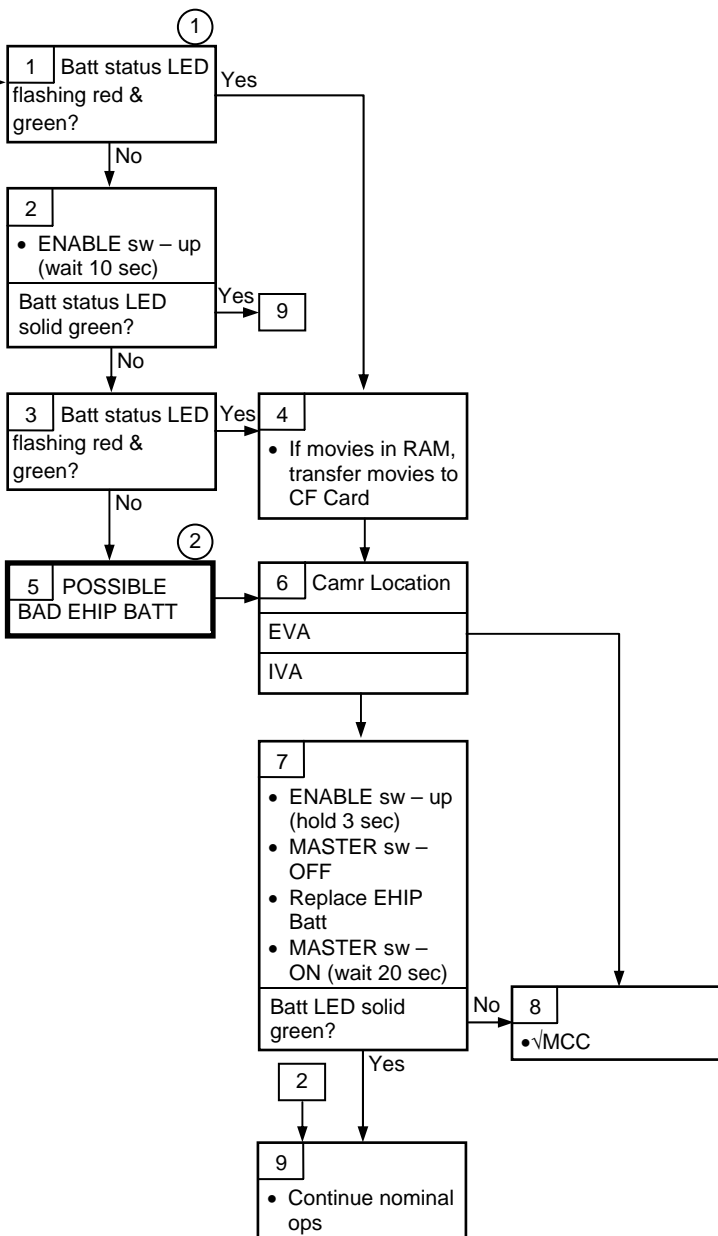 1
1 Batt status LED
flashing red &
green?
Yes
No
2
• ENABLE sw – up
(wait 10 sec)
Batt status LED
solid green?
Yes
9
No
3 Batt status LED
flashing red &
green?
Yes
No
4
• If movies in RAM,
transfer movies to
CF Card
2
5 POSSIBLE
BAD EHIP BATT
6 Camr Location
EVA
IVA
7
• ENABLE sw – up
(hold 3 sec)
• MASTER sw –
OFF
• Replace EHIP
Batt
• MASTER sw –
ON (wait 20 sec)
Batt LED solid
green?
No
Yes
8
•√MCC
2
9
• Continue nominal
ops